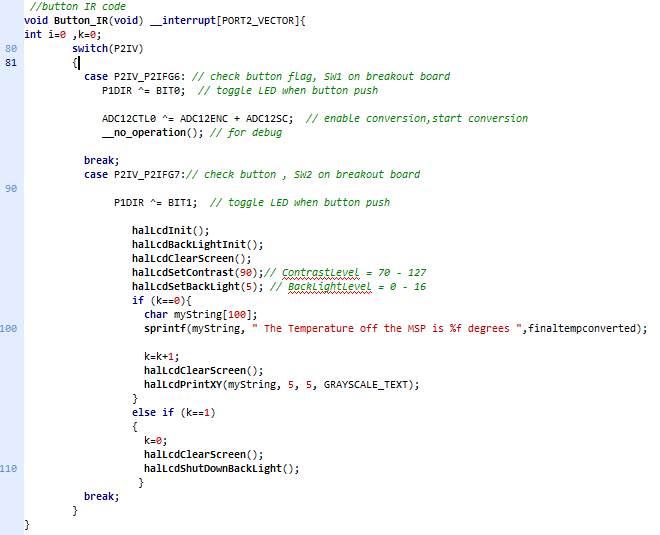 //button IR code
void Button_IR(void) __interrupt[PORT2_VECTOR]{
int i=0 ,k=0;
80 switch(P2IV)
81 {
case P2IV_P2IFG6: // check button flag, SW1 on breakout board
P1DIR ^= BIT0; // toggle LED when button push
ADC12CTL0 ^= ADC12ENC + ADC12SC; // enable conversion,start conversion
__no_operation(); // for debug
break;
case P2IV_P2IFG7:// check button , SW2 on breakout board
90
P1DIR ^= BIT1; // toggle LED when button push
halLcdInit();
halLcdBackLightInit();
halLcdClearScreen();
halLcdSetContrast(90);// ContrastLevel = 70 - 127
halLcdSetBackLight(5); // BackLightLevel = 0 - 16
if (k==0){
char myString[100];
100 sprintf(myString, " The Temperature off the MSP is %f degrees ",finaltempconverted);
k=k+1;
halLcdClearScreen();
halLcdPrintXY(myString, 5, 5, GRAYSCALE_TEXT);
}
else if (k==1)
{
k=0;
halLcdClearScreen();
110 halLcdShutDownBackLight();
}
break;
}
}